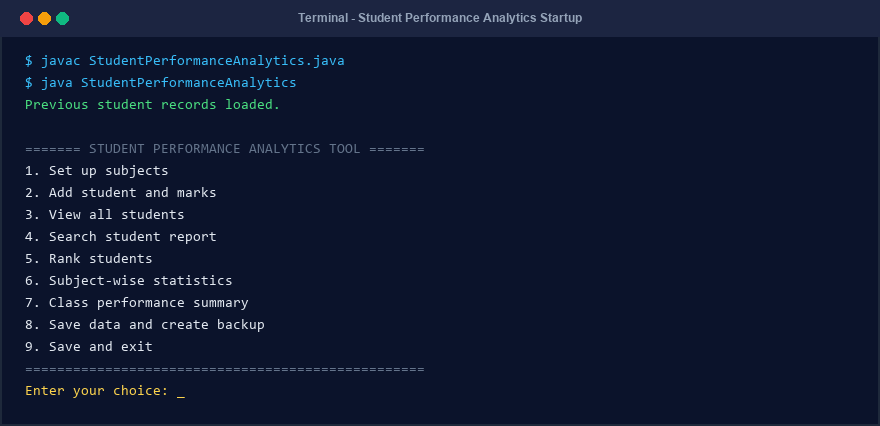 Terminal - Student Performance Analytics Startup
$ javac StudentPerformanceAnalytics.java
$ java StudentPerformanceAnalytics
Previous student records loaded.
======= STUDENT PERFORMANCE ANALYTICS TOOL =======
1. Set up subjects
2. Add student and marks
3. View all students
4. Search student report
5. Rank students
6. Subject-wise statistics
7. Class performance summary
8. Save data and create backup
9. Save and exit
==================================================
Enter your choice: _